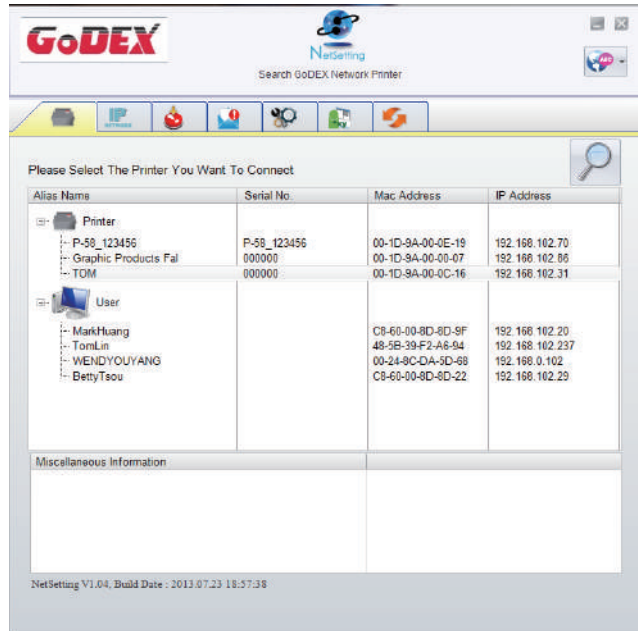 GoDEX
NetSetting
Search GoDEX Network Printer
IP
NETWORK
Please Select The Printer You Want To Connect
Alias Name Serial No. Mac Address IP Address
Printer
P-58_123456 P-58_123456 00-1D-9A-00-0E-19 192.168.102.70
Graphic Products Fal 000000 00-1D-9A-00-00-07 192.168.102.86
TOM 000000 00-1D-9A-00-0C-16 192.168.102.31
User
MarkHuang C8-60-00-8D-8D-9F 192.168.102.20
TomLin 48-5B-39-F2-A6-94 192.168.102.237
WENDYOUYANG 00-24-8C-DA-5D-68 192.168.0.102
BettyTsou C8-60-00-8D-8D-22 192.168.102.29
Miscellaneous Information
NetSetting V1.04, Build Date : 2013.07.23 18:57:38